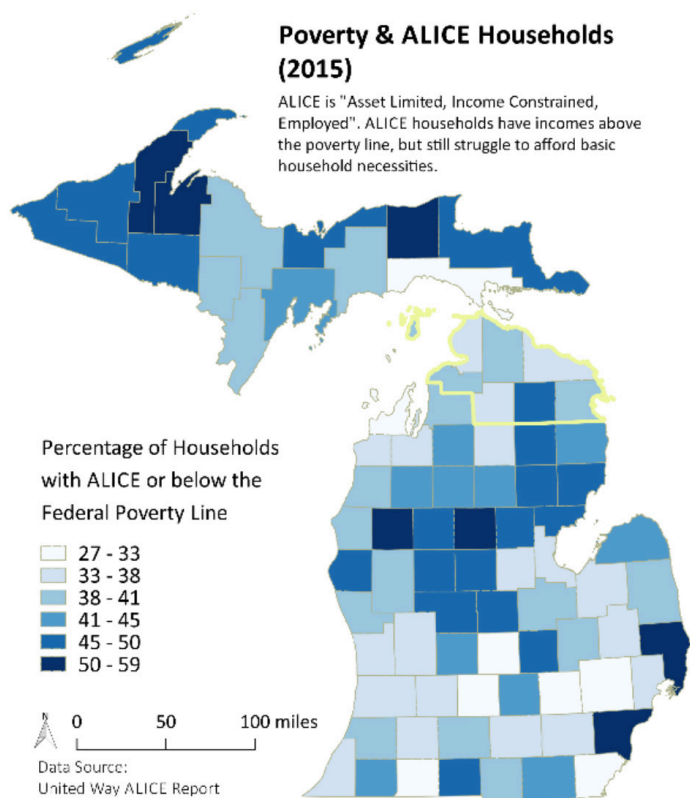 Poverty & ALICE Households
(2015)
ALICE is "Asset Limited, Income Constrained,
Employed". ALICE households have incomes above
the poverty line, but still struggle to afford basic
household necessities.
Percentage of Households
with ALICE or below the
Federal Poverty Line
27 - 33
33 - 38
38 - 41
41 - 45
45 - 50
50 - 59
N
0 50 100 miles
Data Source:
United Way ALICE Report